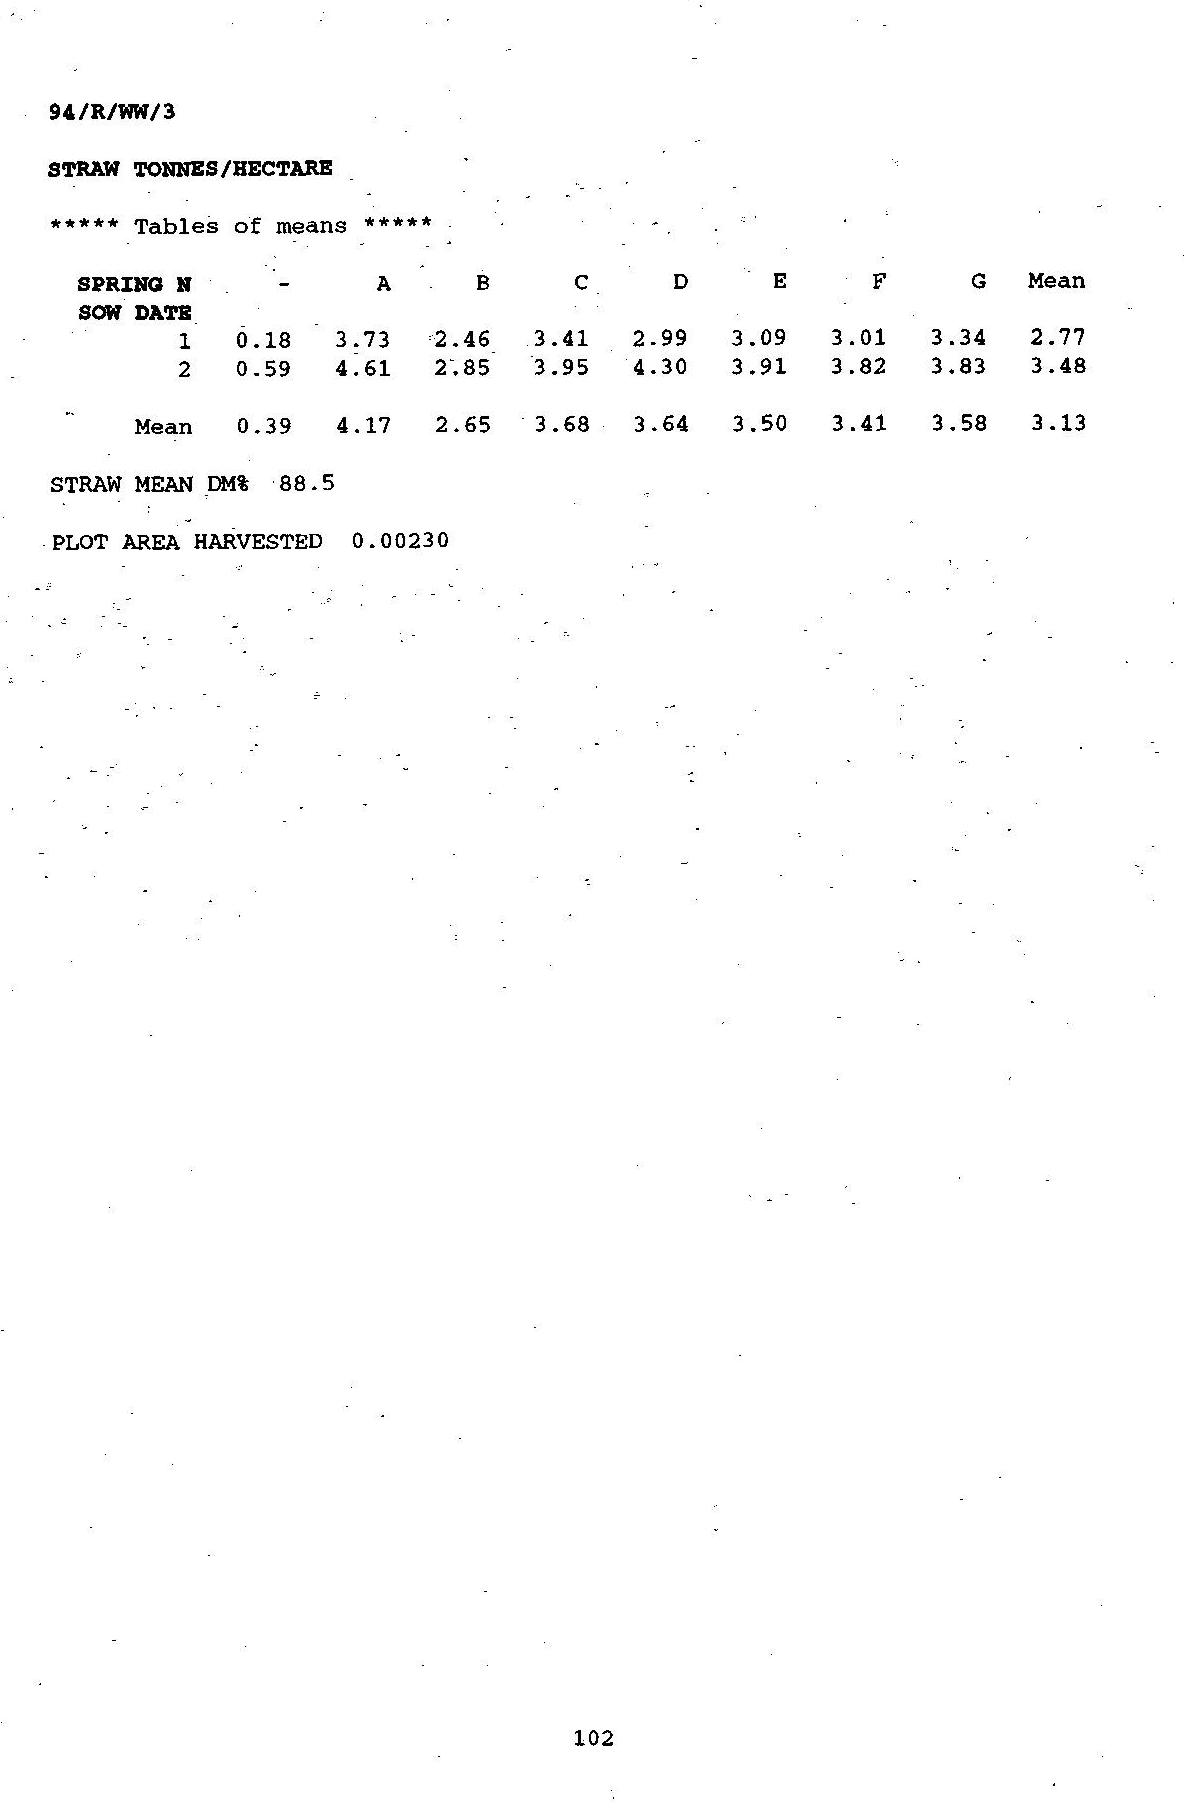 94/R/WW/3
STRAW TONNES/HECTARE
***** Tables of means *****
SPRING N - A B C D E F G Mean
SOW DATE
1 0.18 3.73 2.46 3.41 2.99 3.09 3.01 3.34 2.77
2 0.59 4.61 2.85 3.95 4.30 3.91 3.82 3.83 3.48
Mean 0.39 4.17 2.65 3.68 3.64 3.50 3.41 3.58 3.13
STRAW MEAN DM% 88.5
PLOT AREA HARVESTED 0.00230
102